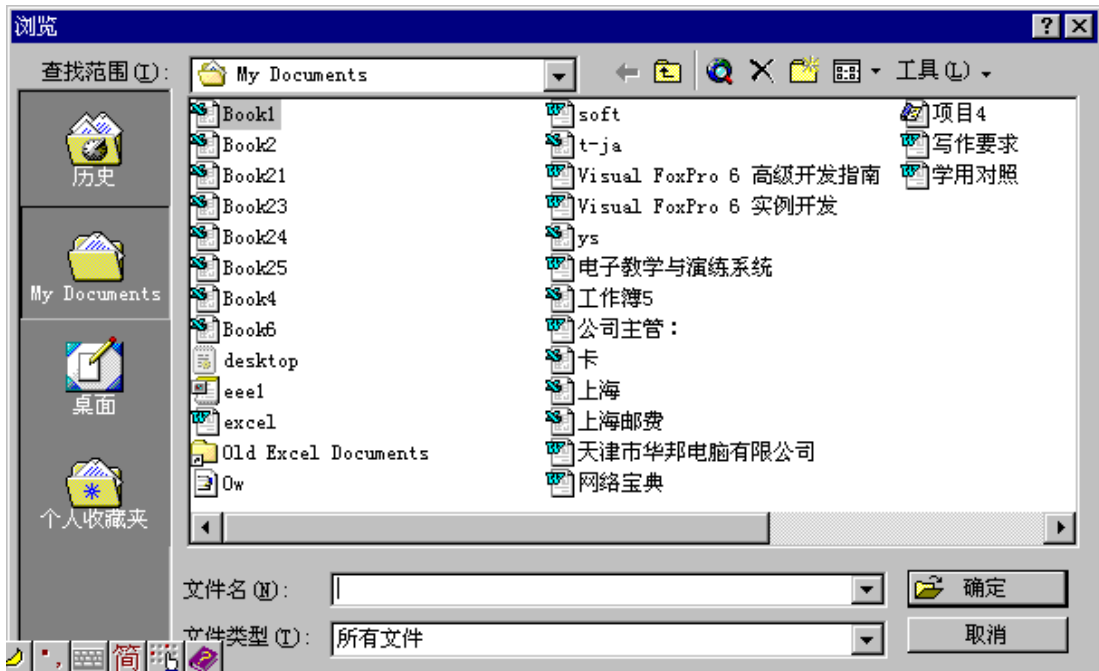 浏览
查找范围(I): My Documents 工具(L)
历史
My Documents
桌面
个人收藏夹
Book1
Book2
Book21
Book23
Book24
Book25
Book4
Book6
desktop
eee1
excel
Old Excel Documents
Ow
soft
t-ja
Visual FoxPro 6 高级开发指南
Visual FoxPro 6 实例开发
ys
电子教学与演练系统
工作簿5
公司主管：
卡
上海
上海邮费
天津市华邦电脑有限公司
网络宝典
项目4
写作要求
学用对照
文件名(N): 确定
文件类型(T): 所有文件 取消
简